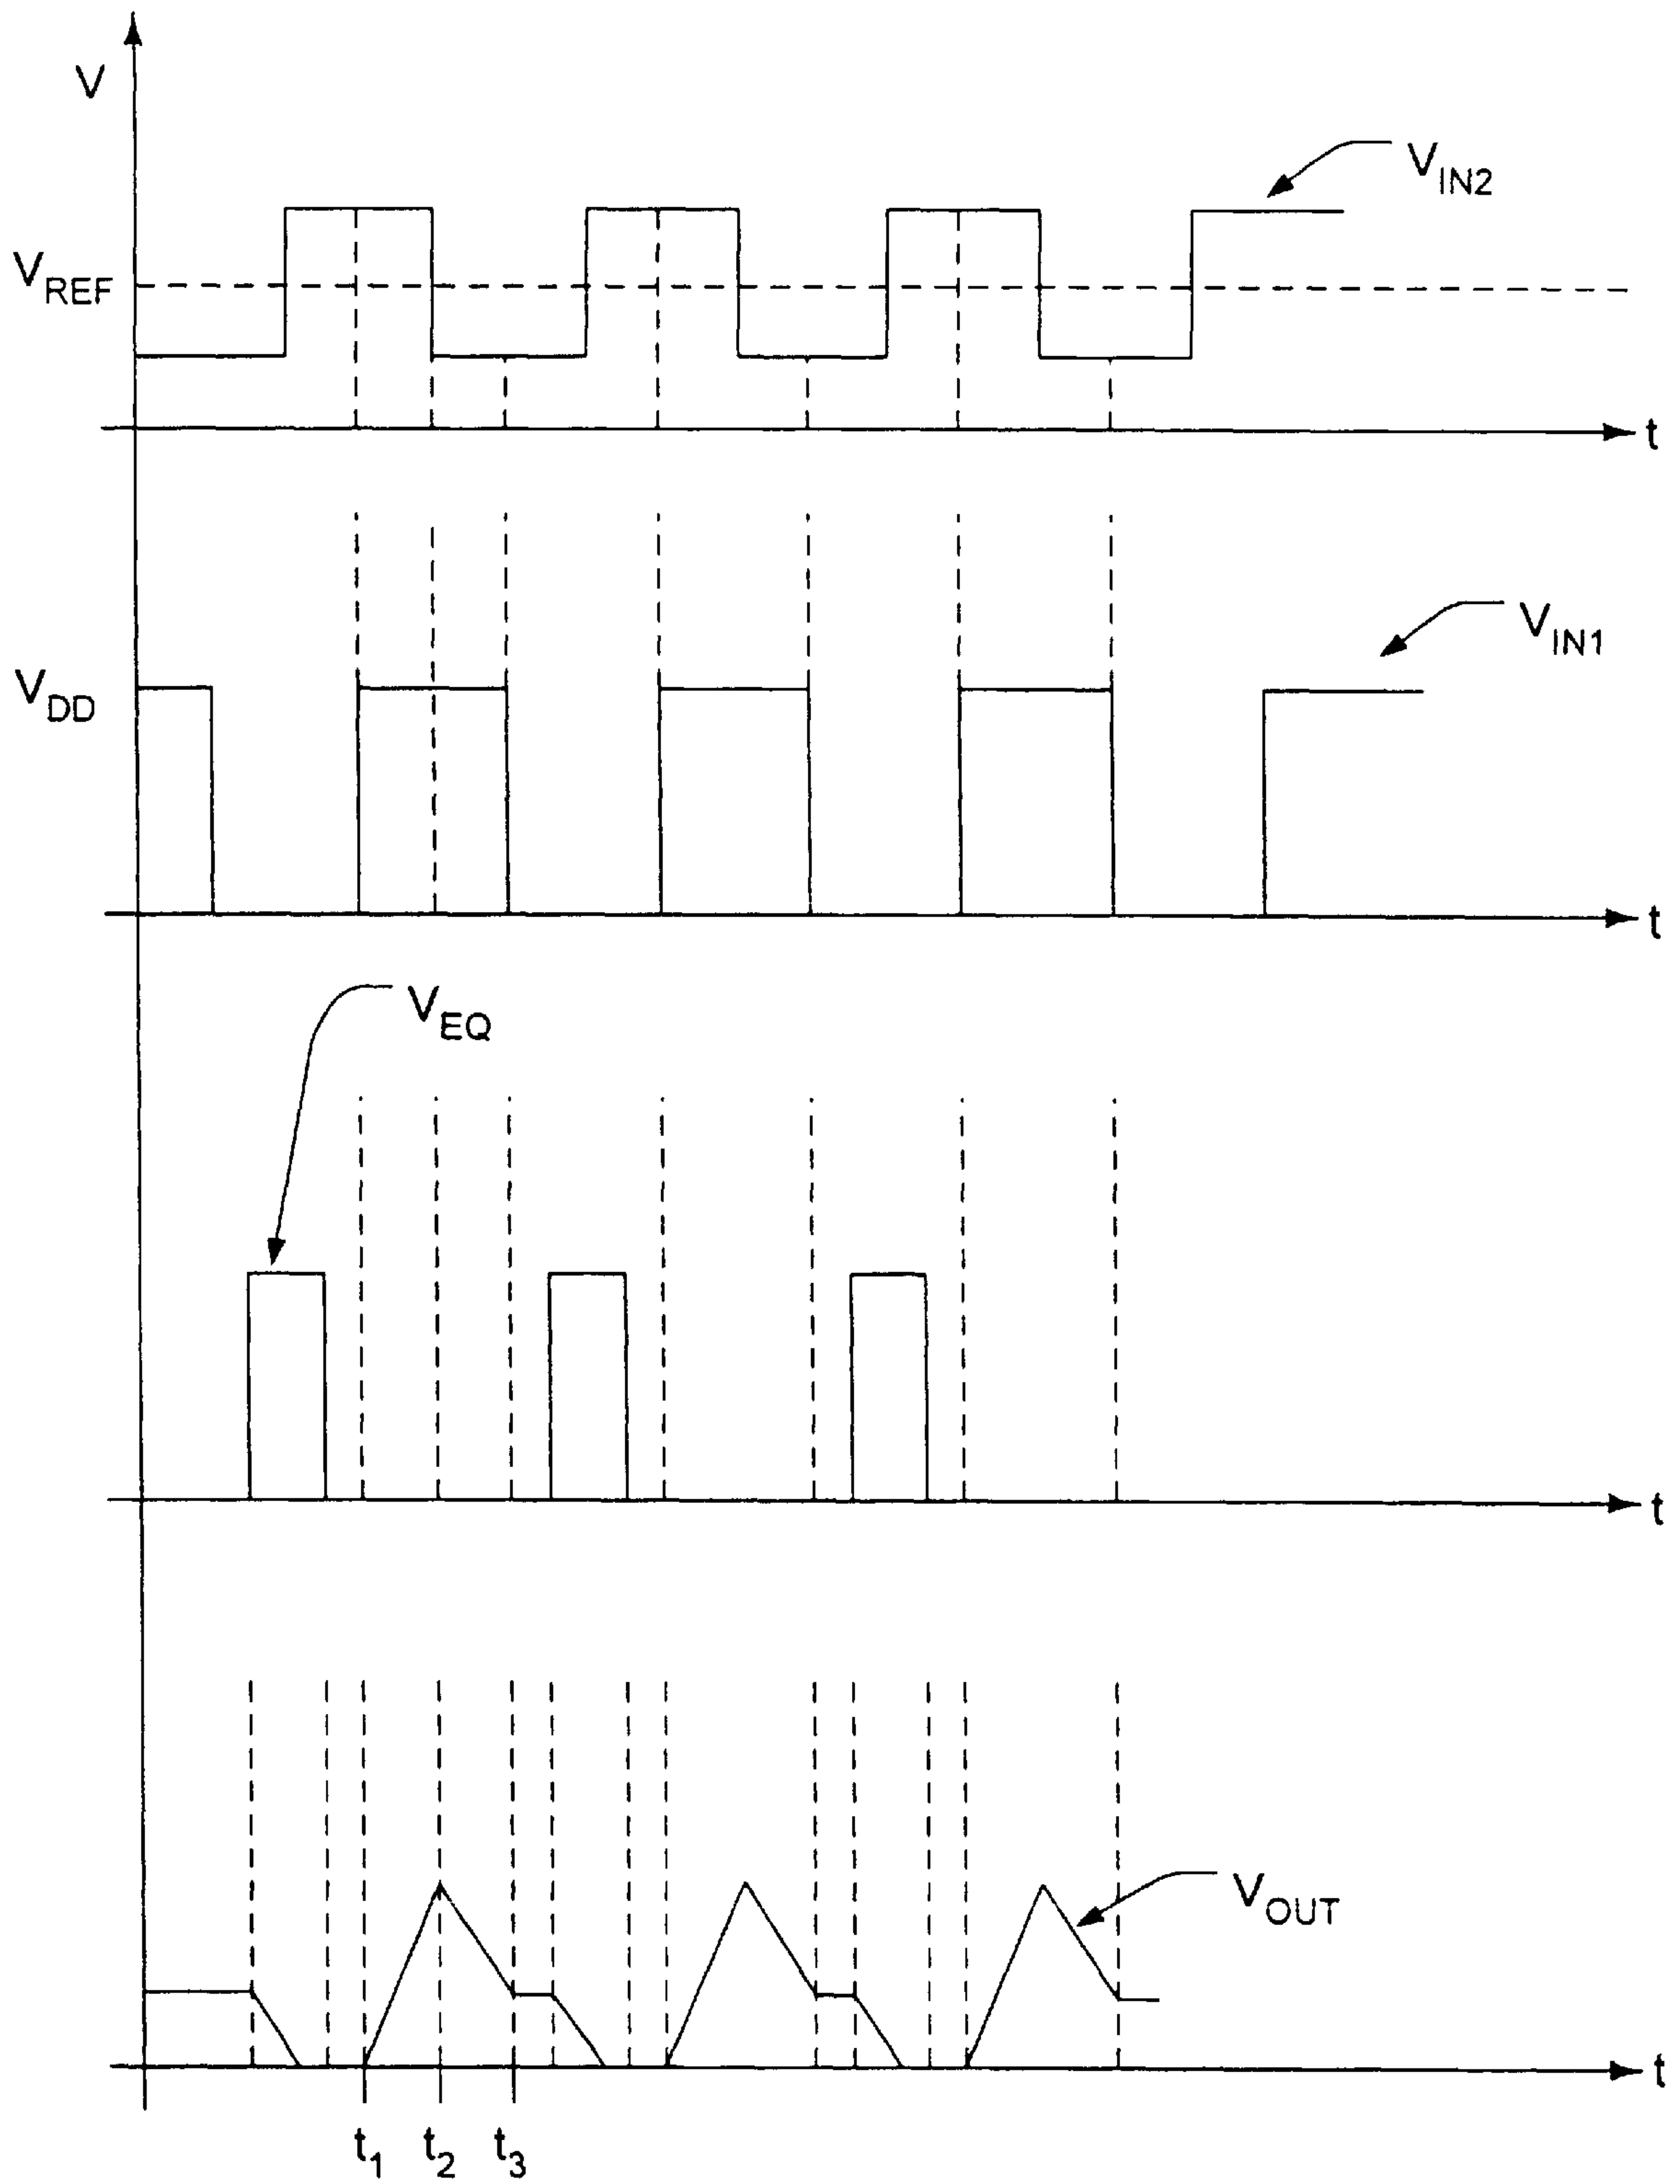 V
V_IN2
V_REF
t
V_IN1
V_DD
t
V_EQ
t
V_OUT
t
t_1 t_2 t_3